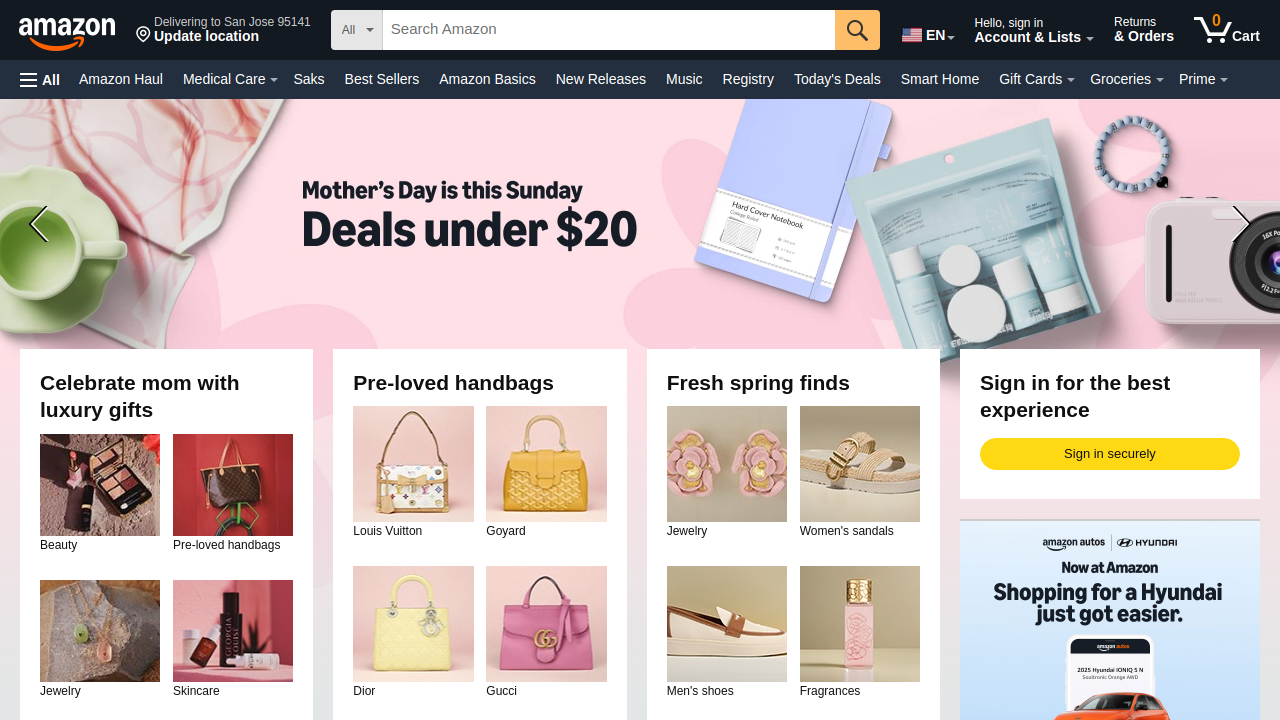 amazon
Delivering to San Jose 95141
Update location
All
Search Amazon
EN
Hello, sign in
Account & Lists
Returns
& Orders
0
Cart
All
Amazon Haul
Medical Care
Saks
Best Sellers
Amazon Basics
New Releases
Music
Registry
Today's Deals
Smart Home
Gift Cards
Groceries
Prime
Mother's Day is this Sunday
Deals under $20
Hard Cover Notebook
College Ruled
16X
Celebrate mom with
luxury gifts
Beauty
Pre-loved handbags
Jewelry
Skincare
Pre-loved handbags
Louis Vuitton
Goyard
Dior
Gucci
Fresh spring finds
Jewelry
Women's sandals
Men's shoes
Fragrances
Sign in for the best
experience
Sign in securely
amazon autos
HYUNDAI
Now at Amazon
Shopping for a Hyundai
just got easier.
amazon autos
2025 Hyundai IONIQ 5 N
Soultronic Orange AWD